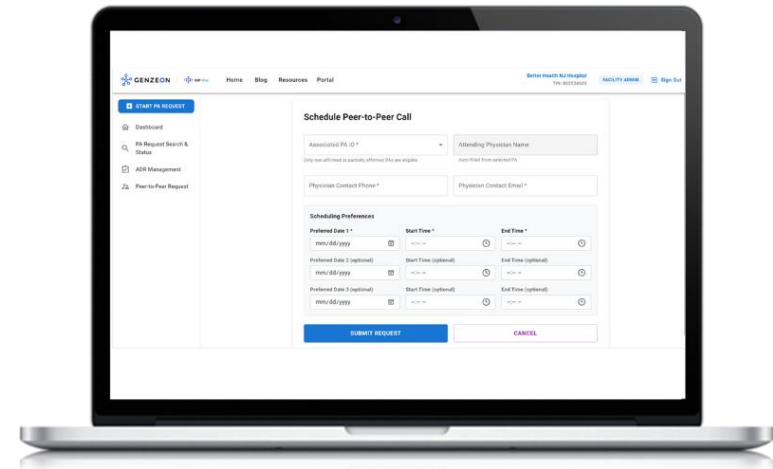 GENZEON
Home Blog Resources Portal
Better Health NJ Hospital
FACILITY ADMIN
Sign Out
START PA REQUEST
Dashboard
PA Request Search &
Status
ADR Management
Peer-to-Peer Request
Schedule Peer-to-Peer Call
Associated PA ID *
Attending Physician Name
Only non-affirmed or partially affirmed PAs are eligible
Auto-filled from selected PA
Physician Contact Phone *
Physician Contact Email *
Scheduling Preferences
Preferred Date 1 * Start Time * End Time *
mm/dd/yyyy --:-- -- --:-- --
Preferred Date 2 (optional) Start Time (optional) End Time (optional)
mm/dd/yyyy --:-- -- --:-- --
Preferred Date 3 (optional) Start Time (optional) End Time (optional)
mm/dd/yyyy --:-- -- --:-- --
SUBMIT REQUEST CANCEL